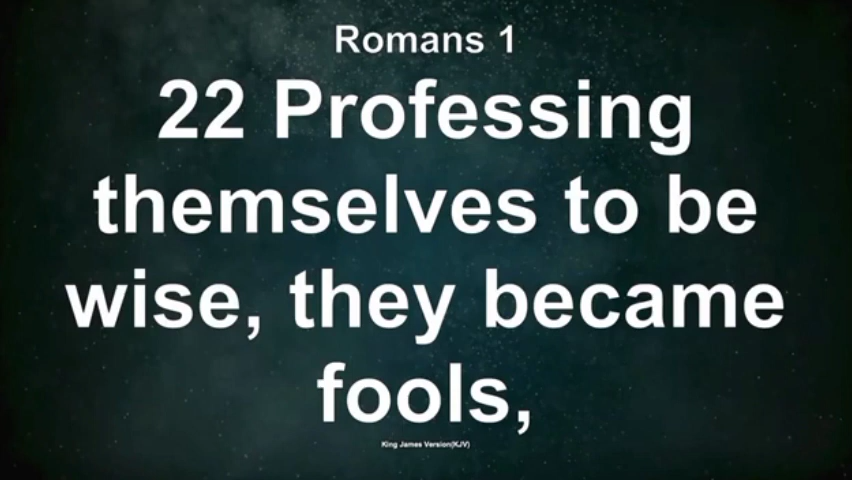 Romans 1
22 Professing
themselves to be
wise, they became
fools,
King James Version(KJV)